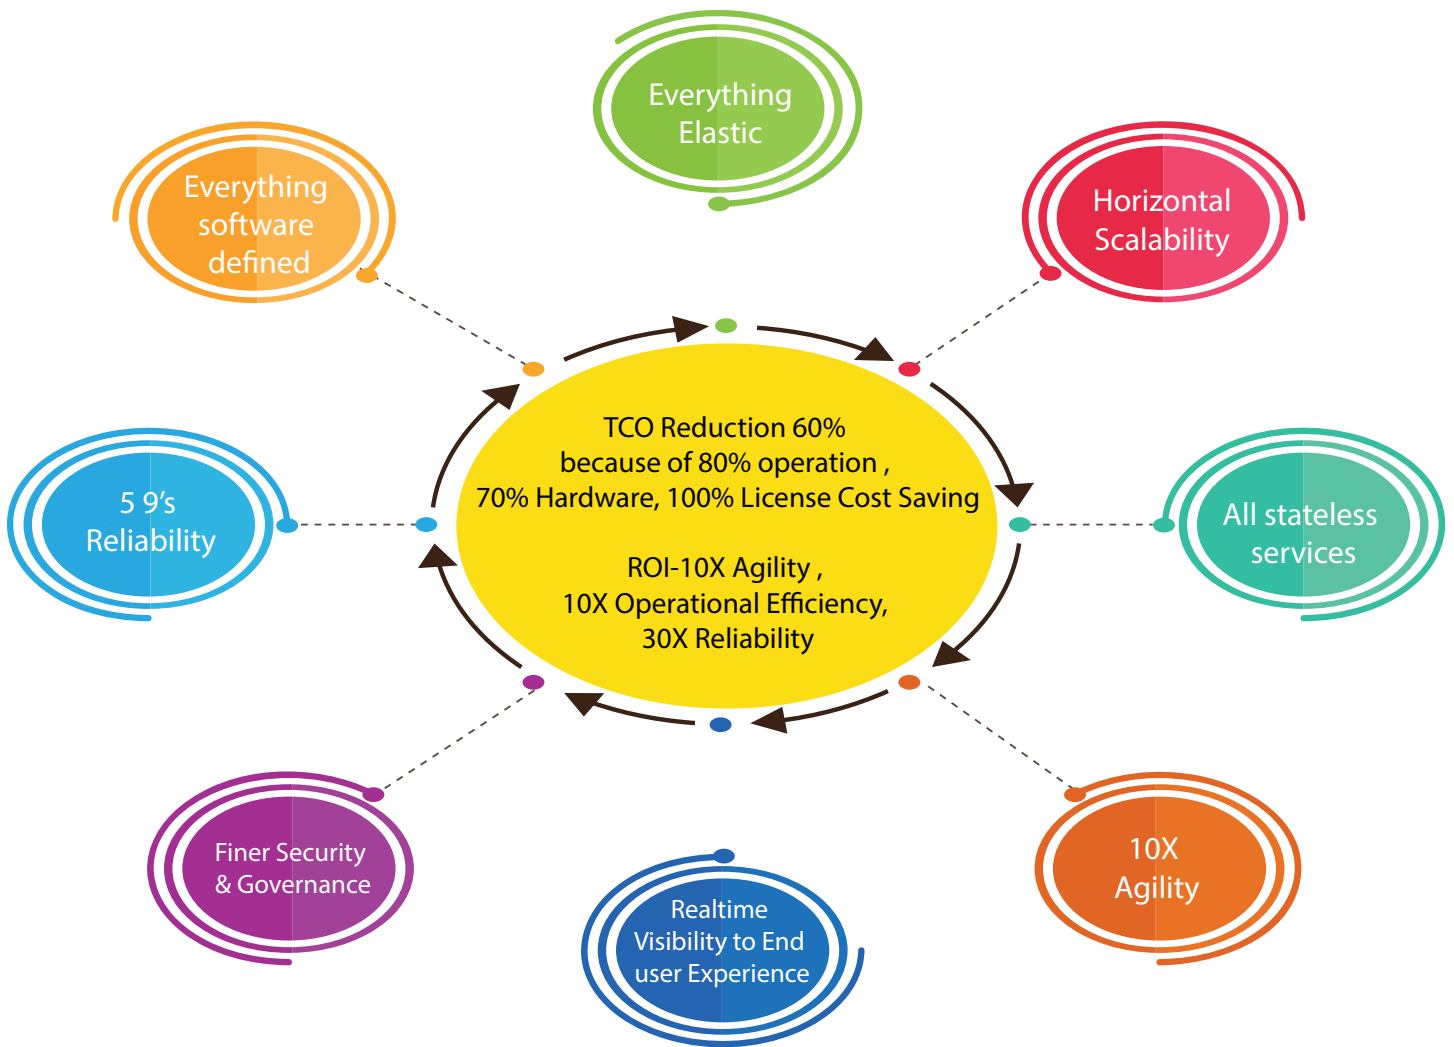 Everything
Elastic
Everything
software
defined
Horizontal
Scalability
TCO Reduction 60%
because of 80% operation ,
70% Hardware, 100% License Cost Saving
ROI-10X Agility ,
10X Operational Efficiency,
30X Reliability
5 9's
Reliability
All stateless
services
Finer Security
& Governance
10X
Agility
Realtime
Visibility to End
user Experience